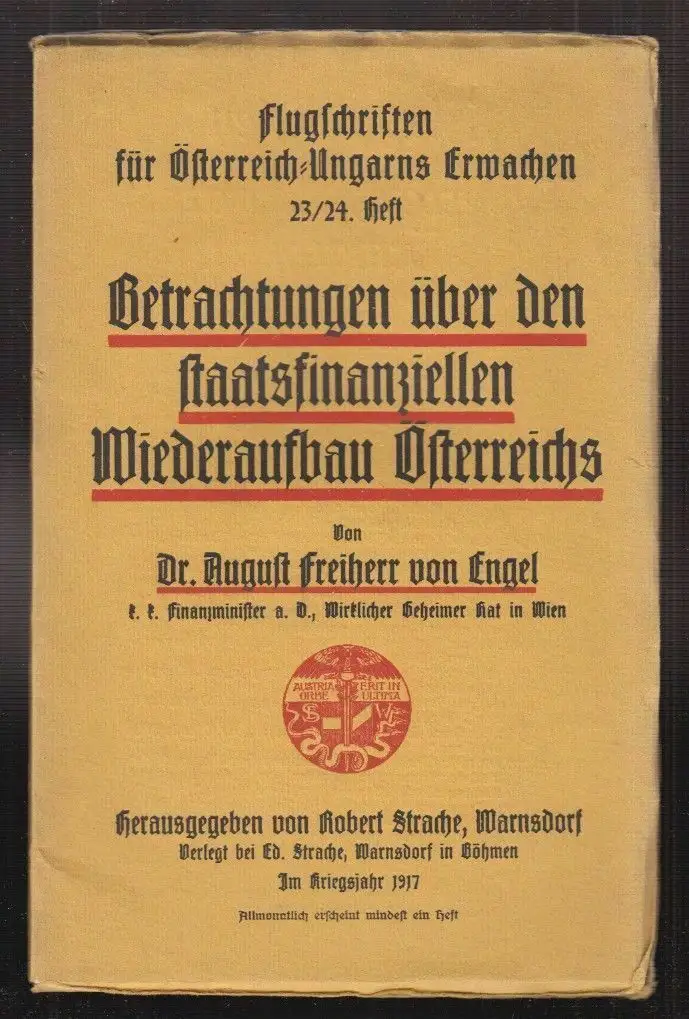 Flugschriften
für Österreich-Ungarns Erwachen
23/24. Heft
Betrachtungen über den
staatsfinanziellen
Wiederaufbau Österreichs
Von
Dr. August Freiherr von Engel
k. k. Finanzminister a. D., Wirklicher Geheimer Rat in Wien
AUSTRIA ERIT IN
ORBE ULTIMA
Herausgegeben von Robert Strache, Warnsdorf
Verlegt bei Ed. Strache, Warnsdorf in Böhmen
Im Kriegsjahr 1917
Allmonatlich erscheint mindest ein Heft